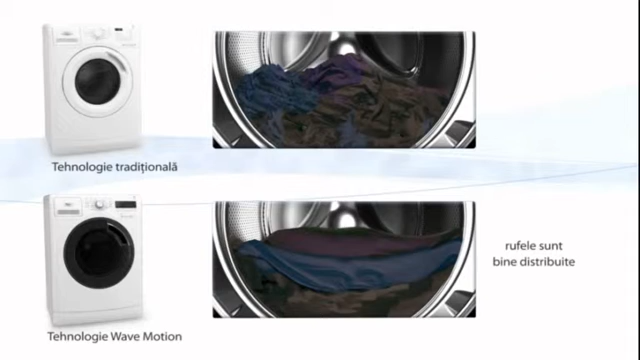 Tehnologie tradițională
rufele sunt
bine distribuite
Tehnologie Wave Motion